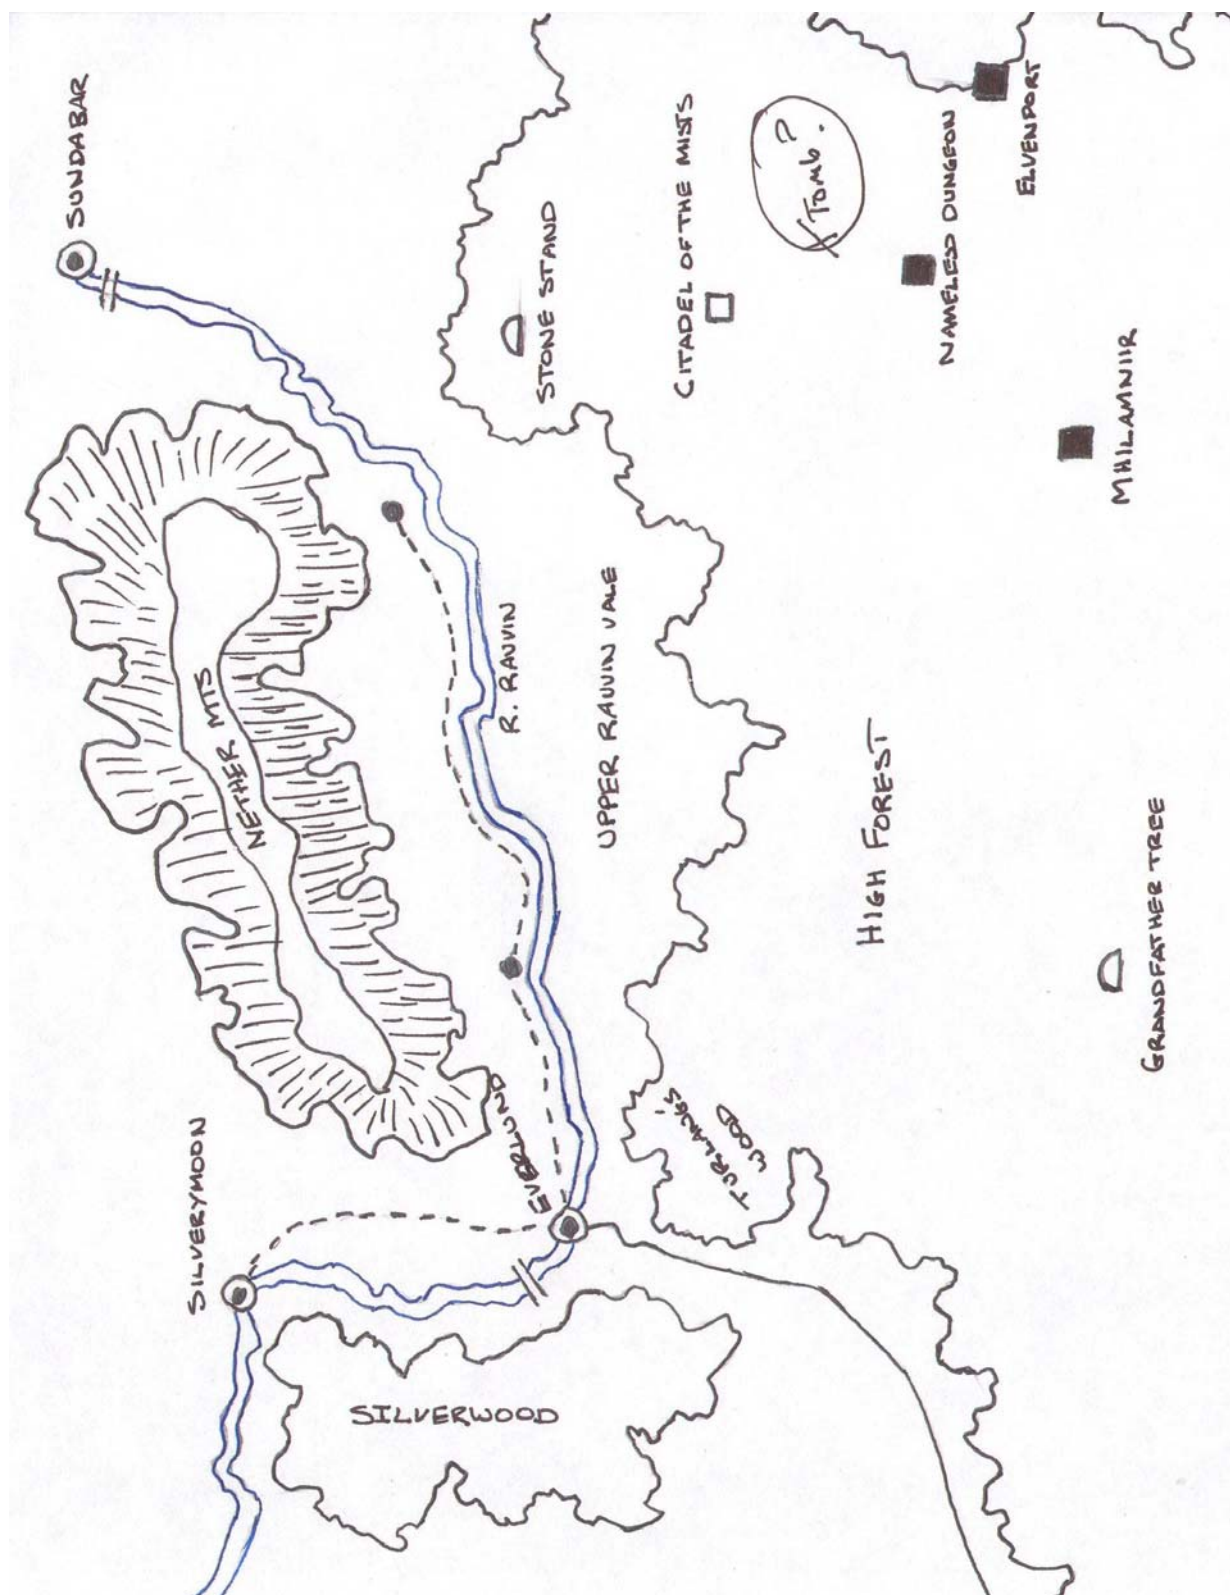 SILVERYMOON
SUNDABAR
NETHER MTS
EVERLUND
SILVERWOOD
R. RAUVIN
UPPER RAUVIN VALE
STONE STAND
TURLANG'S
WOOD
CITADEL OF THE MISTS
X Tomb?
HIGH FOREST
NAMELESS DUNGEON
ELVENPORT
MHILAMNIIR
GRANDFATHER TREE